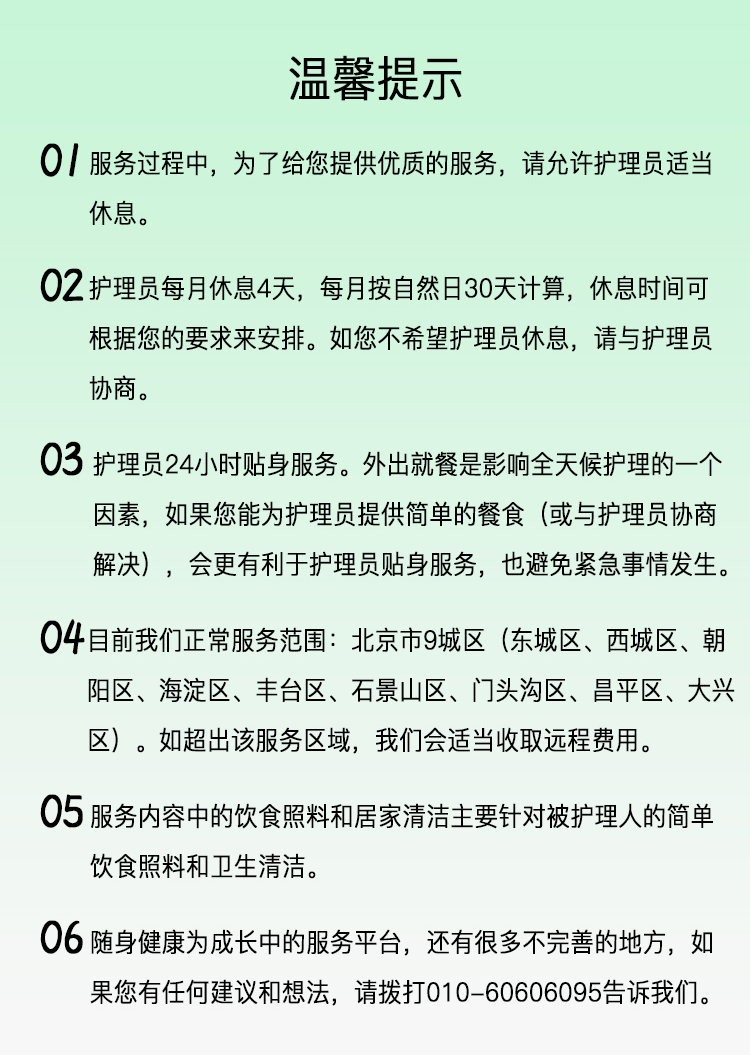 温馨提示
01 服务过程中，为了给您提供优质的服务，请允许护理员适当
休息。
02 护理员每月休息4天，每月按自然日30天计算，休息时间可
根据您的要求来安排。如您不希望护理员休息，请与护理员
协商。
03 护理员24小时贴身服务。外出就餐是影响全天候护理的一个
因素，如果您能为护理员提供简单的餐食（或与护理员协商
解决），会更有利于护理员贴身服务，也避免紧急事情发生。
04 目前我们正常服务范围：北京市9城区（东城区、西城区、朝
阳区、海淀区、丰台区、石景山区、门头沟区、昌平区、大兴
区）。如超出该服务区域，我们会适当收取远程费用。
05 服务内容中的饮食照料和居家清洁主要针对被护理人的简单
饮食照料和卫生清洁。
06 随身健康为成长中的服务平台，还有很多不完善的地方，如
果您有任何建议和想法，请拨打010-60606095告诉我们。